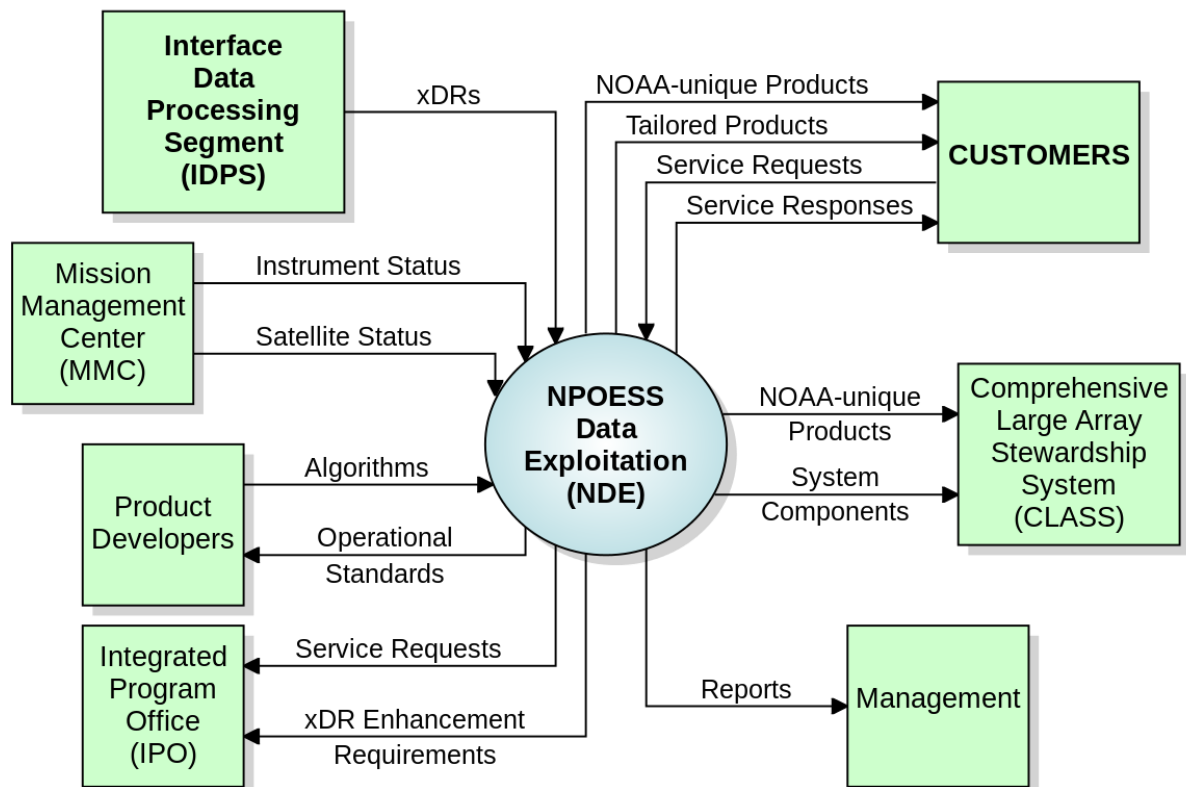 Interface
Data
Processing
Segment
(IDPS)
xDRs
NOAA-unique Products
Tailored Products
Service Requests
Service Responses
CUSTOMERS
Mission
Management
Center
(MMC)
Instrument Status
Satellite Status
NPOESS
Data
Exploitation
(NDE)
NOAA-unique
Products
System
Components
Comprehensive
Large Array
Stewardship
System
(CLASS)
Product
Developers
Algorithms
Operational
Standards
Integrated
Program
Office
(IPO)
Service Requests
xDR Enhancement
Requirements
Reports
Management